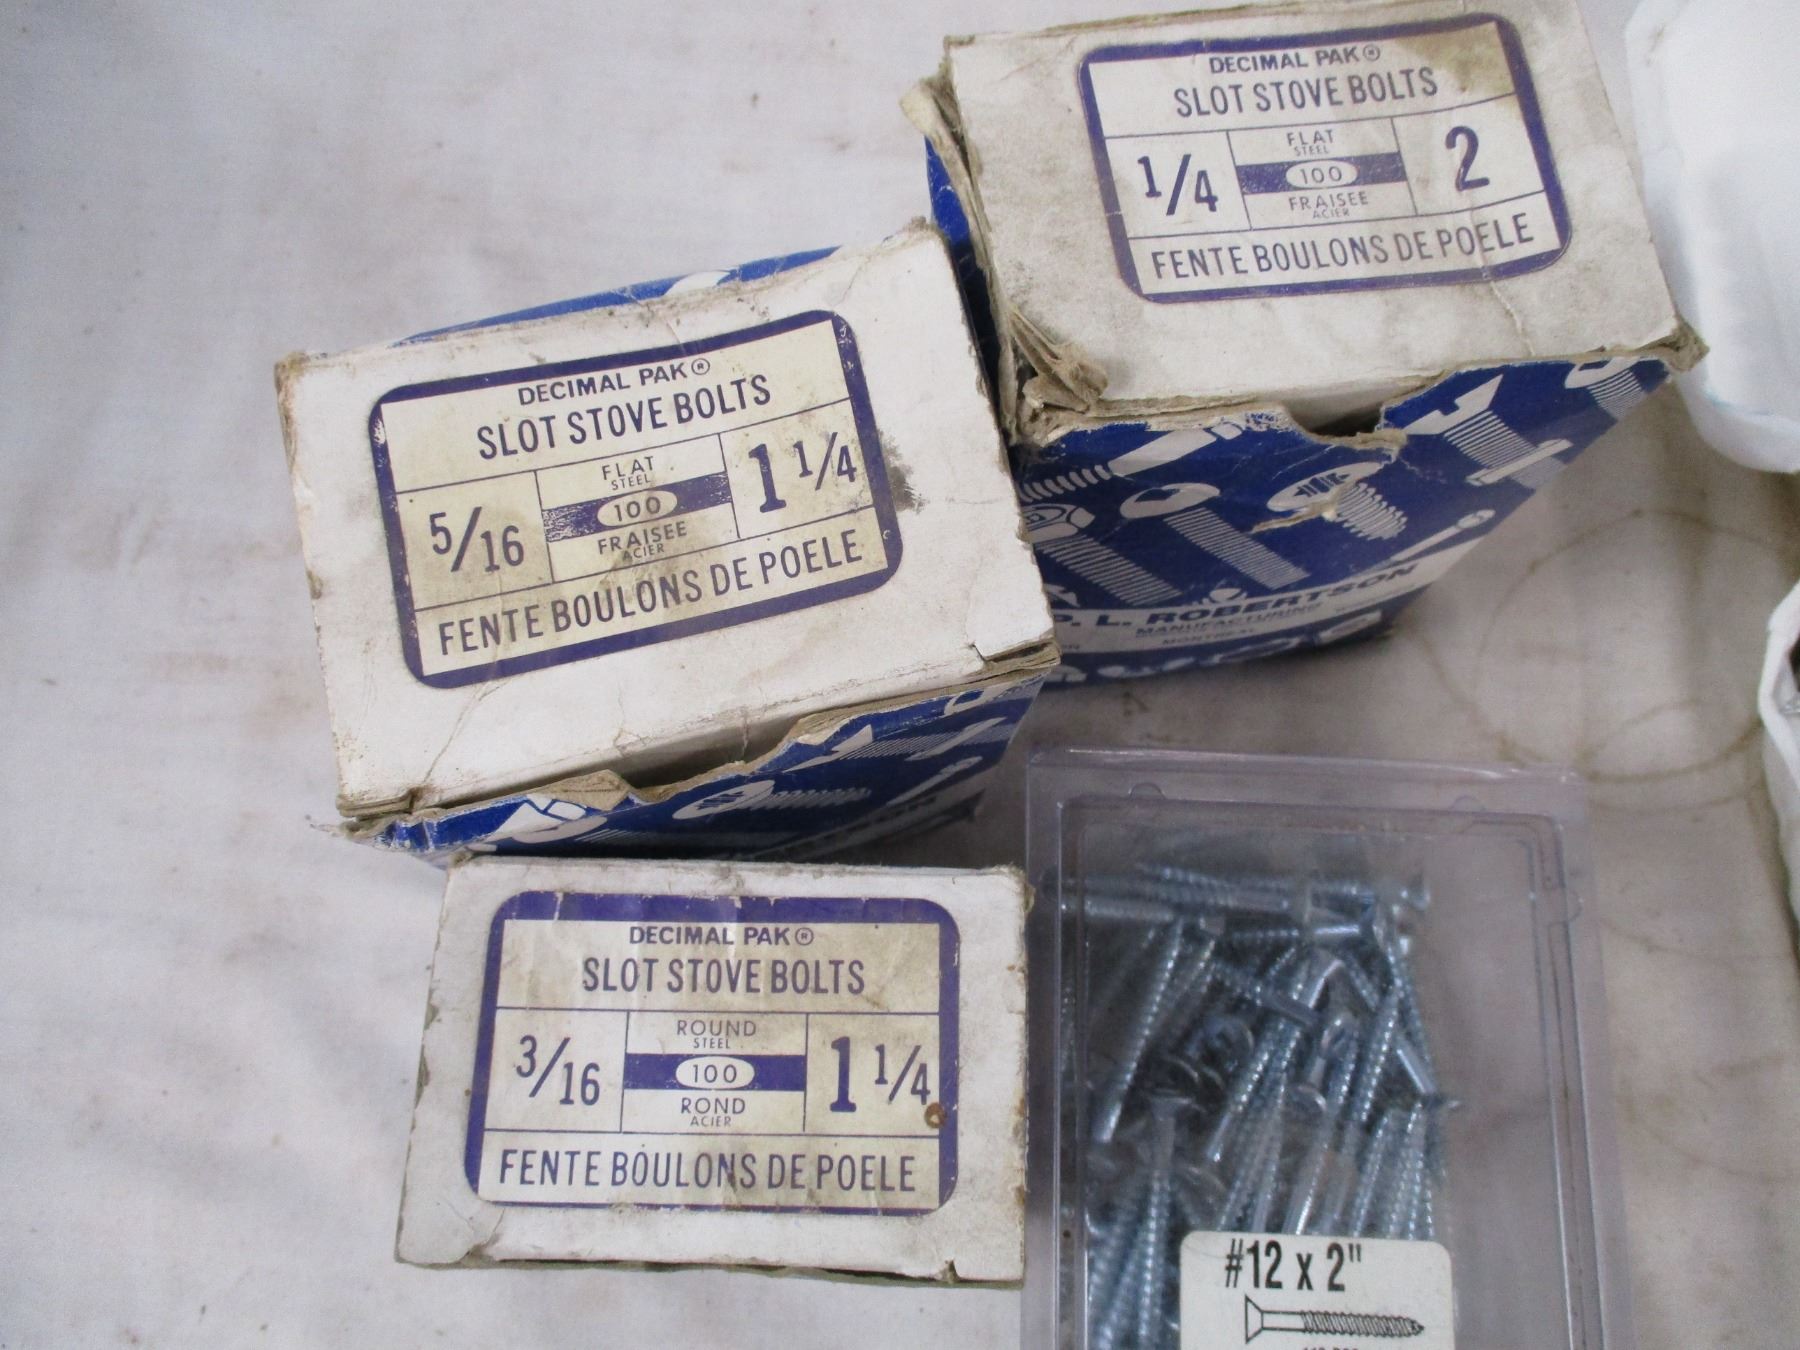 DECIMAL PAK®
SLOT STOVE BOLTS
1/4
FLAT
STEEL
100
FRAISEE
ACIER
2
FENTE BOULONS DE POELE
P. L. ROBERTSON
MANUFACTURING
MONTREAL
DECIMAL PAK®
SLOT STOVE BOLTS
5/16
FLAT
STEEL
100
FRAISEE
ACIER
1 1/4
FENTE BOULONS DE POELE
DECIMAL PAK®
SLOT STOVE BOLTS
3/16
ROUND
STEEL
100
ROND
ACIER
1 1/4
FENTE BOULONS DE POELE
#12 x 2"